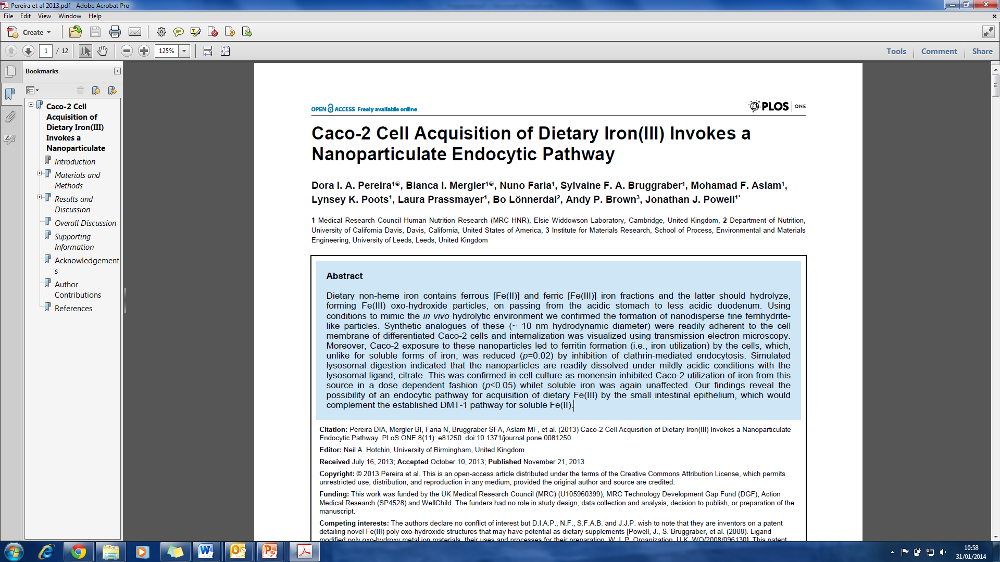 Pereira et al 2013.pdf - Adobe Acrobat Pro
File Edit View Window Help
Create
1 / 12 125% Tools Comment Share
Bookmarks
Caco-2 Cell
Acquisition of
Dietary Iron(III)
Invokes a
Nanoparticulate
Introduction
Materials and
Methods
Results and
Discussion
Overall Discussion
Supporting
Information
Acknowledgement
s
Author
Contributions
References
OPEN ACCESS Freely available online
PLOS ONE
Caco-2 Cell Acquisition of Dietary Iron(III) Invokes a
Nanoparticulate Endocytic Pathway
Dora I. A. Pereira1☯, Bianca I. Mergler1☯, Nuno Faria1, Sylvaine F. A. Bruggraber1, Mohamad F. Aslam1,
Lynsey K. Poots1, Laura Prassmayer1, Bo Lönnerdal2, Andy P. Brown3, Jonathan J. Powell1*
1 Medical Research Council Human Nutrition Research (MRC HNR), Elsie Widdowson Laboratory, Cambridge, United Kingdom, 2 Department of Nutrition,
University of California Davis, Davis, California, United States of America, 3 Institute for Materials Research, School of Process, Environmental and Materials
Engineering, University of Leeds, Leeds, United Kingdom
Abstract
Dietary non-heme iron contains ferrous [Fe(II)] and ferric [Fe(III)] iron fractions and the latter should hydrolyze,
forming Fe(III) oxo-hydroxide particles, on passing from the acidic stomach to less acidic duodenum. Using
conditions to mimic the in vivo hydrolytic environment we confirmed the formation of nanodisperse fine ferrihydrite-
like particles. Synthetic analogues of these (~ 10 nm hydrodynamic diameter) were readily adherent to the cell
membrane of differentiated Caco-2 cells and internalization was visualized using transmission electron microscopy.
Moreover, Caco-2 exposure to these nanoparticles led to ferritin formation (i.e., iron utilization) by the cells, which,
unlike for soluble forms of iron, was reduced (p=0.02) by inhibition of clathrin-mediated endocytosis. Simulated
lysosomal digestion indicated that the nanoparticles are readily dissolved under mildly acidic conditions with the
lysosomal ligand, citrate. This was confirmed in cell culture as monensin inhibited Caco-2 utilization of iron from this
source in a dose dependent fashion (p<0.05) whilet soluble iron was again unaffected. Our findings reveal the
possibility of an endocytic pathway for acquisition of dietary Fe(III) by the small intestinal epithelium, which would
complement the established DMT-1 pathway for soluble Fe(II).
Citation: Pereira DIA, Mergler BI, Faria N, Bruggraber SFA, Aslam MF, et al. (2013) Caco-2 Cell Acquisition of Dietary Iron(III) Invokes a Nanoparticulate
Endocytic Pathway. PLoS ONE 8(11): e81250. doi:10.1371/journal.pone.0081250
Editor: Neil A. Hotchin, University of Birmingham, United Kingdom
Received July 16, 2013; Accepted October 10, 2013; Published November 21, 2013
Copyright: © 2013 Pereira et al. This is an open-access article distributed under the terms of the Creative Commons Attribution License, which permits
unrestricted use, distribution, and reproduction in any medium, provided the original author and source are credited.
Funding: This work was funded by the UK Medical Research Council (MRC) (U105960399), MRC Technology Development Gap Fund (DGF), Action
Medical Research (SP4528) and WellChild. The funders had no role in study design, data collection and analysis, decision to publish, or preparation of the
manuscript.
Competing interests: The authors declare no conflict of interest but D.I.A.P., N.F., S.F.A.B. and J.J.P. wish to note that they are inventors on a patent
detailing novel Fe(III) poly oxo-hydroxide structures that may have potential as dietary supplements [Powell, J., S. Bruggraber, et al. (2008). Ligand
modified poly oxo-hydroxy metal ion materials, their uses and processes for their preparation. W. I. P. Organization. U.K. WO/2008/096130]. This patent
10:58
31/01/2014